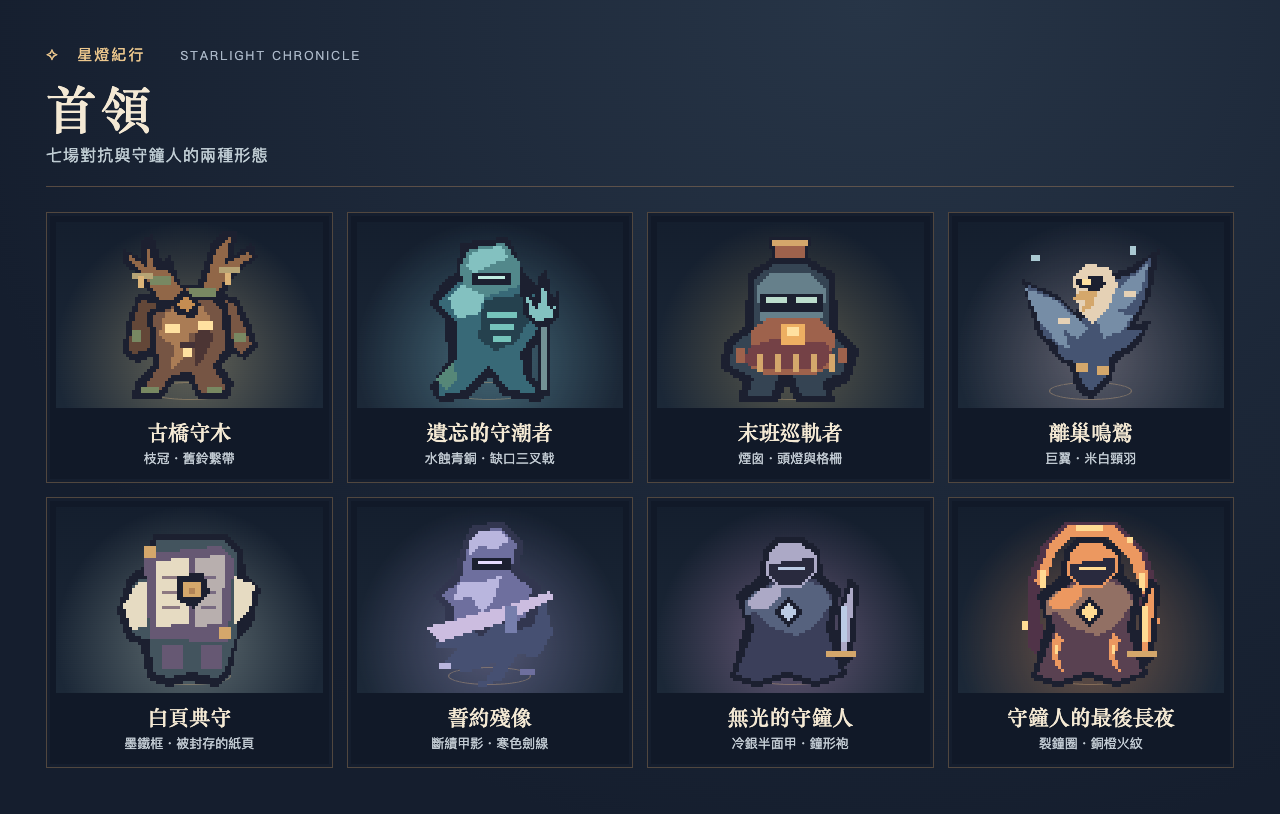 ✧ 星燈紀行 STARLIGHT CHRONICLE
首領
七場對抗與守鐘人的兩種形態
古橋守木
枝冠・舊鈴繫帶
遺忘的守潮者
水蝕青銅・缺口三叉戟
末班巡軌者
煙囪・頭燈與格柵
離巢鳴鷲
巨翼・米白頸羽
白頁典守
墨鐵框・被封存的紙頁
誓約殘像
斷續甲影・寒色劍線
無光的守鐘人
冷銀半面甲・鐘形袍
守鐘人的最後長夜
裂鐘圈・銅橙火紋